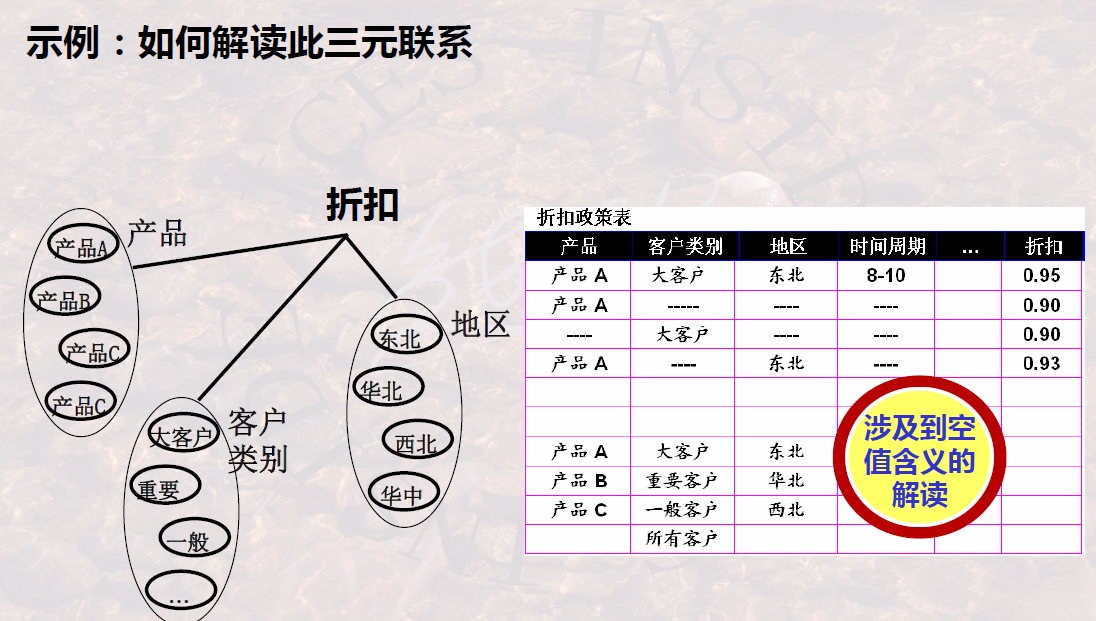 示例：如何解读此三元联系
折扣
产品
产品A
产品B
产品C
产品C
客户
类别
大客户
重要
一般
...
地区
东北
华北
西北
华中
折扣政策表
产品 客户类别 地区 时间周期 ... 折扣
产品 A 大客户 东北 8-10 0.95
产品 A ----- ---- ---- 0.90
---- 大客户 ---- ---- 0.90
产品 A ---- 东北 ---- 0.93
产品 A 大客户 东北
产品 B 重要客户 华北
产品 C 一般客户 西北
所有客户
涉及到空
值含义的
解读